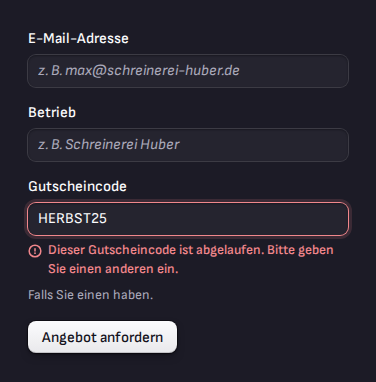 E-Mail-Adresse
z. B. max@schreinerei-huber.de
Betrieb
z. B. Schreinerei Huber
Gutscheincode
HERBST25
Dieser Gutscheincode ist abgelaufen. Bitte geben
Sie einen anderen ein.
Falls Sie einen haben.
Angebot anfordern